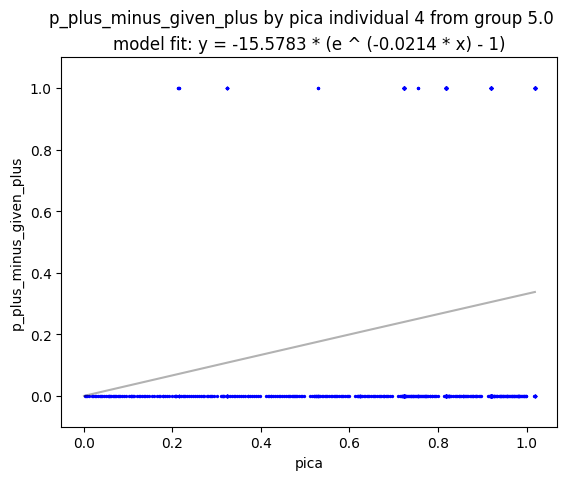 p_plus_minus_given_plus by pica individual 4 from group 5.0
model fit: y = -15.5783 * (e ^ (-0.0214 * x) - 1)
1.0
0.8
0.6
0.4
0.2
0.0
p_plus_minus_given_plus
0.0 0.2 0.4 0.6 0.8 1.0
pica